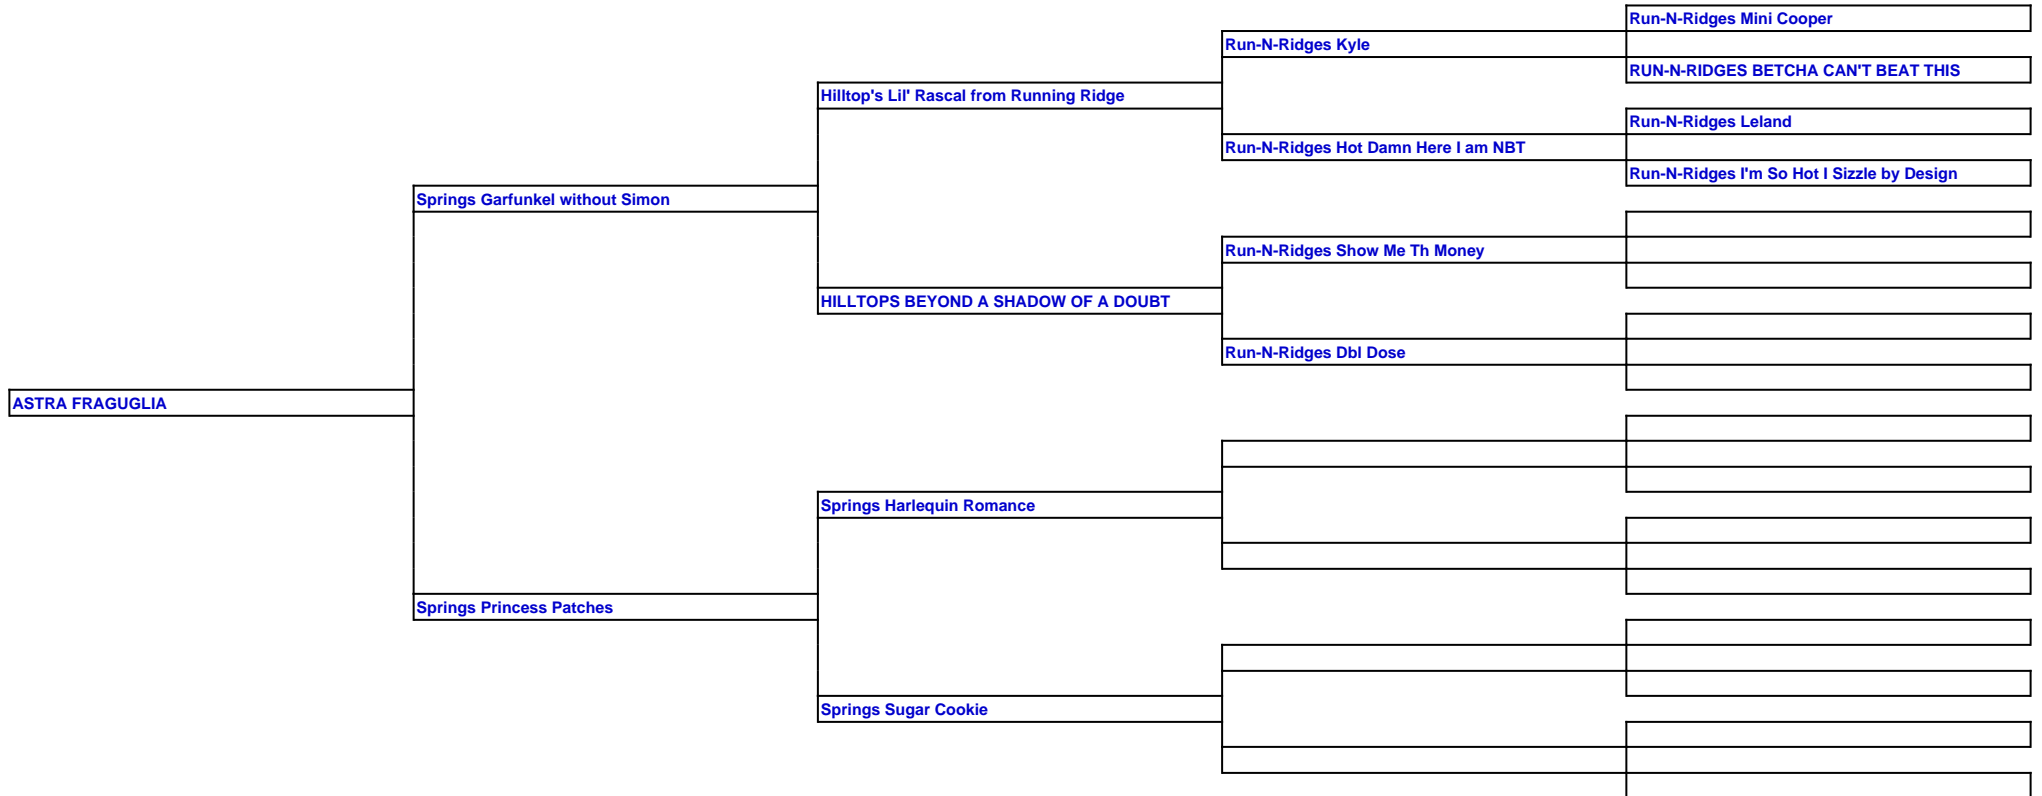 Run-N-Ridges Mini Cooper
Run-N-Ridges Kyle
RUN-N-RIDGES BETCHA CAN'T BEAT THIS
Hilltop's Lil' Rascal from Running Ridge
Run-N-Ridges Leland
Run-N-Ridges Hot Damn Here I am NBT
Run-N-Ridges I'm So Hot I Sizzle by Design
Springs Garfunkel without Simon
Run-N-Ridges Show Me Th Money
HILLTOPS BEYOND A SHADOW OF A DOUBT
Run-N-Ridges Dbl Dose
ASTRA FRAGUGLIA
Springs Harlequin Romance
Springs Princess Patches
Springs Sugar Cookie